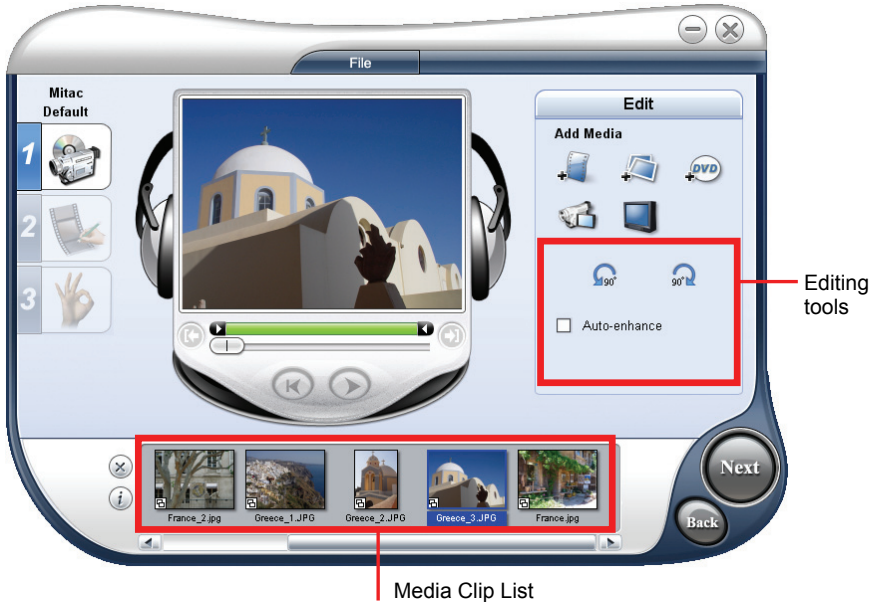 File
Mitac
Default
1
2
3
Edit
Add Media
DVD
90°
90°
Auto-enhance
Editing
tools
France_2.jpg
Greece_1.JPG
Greece_2.JPG
Greece_3.JPG
France.jpg
i
Next
Back
Media Clip List